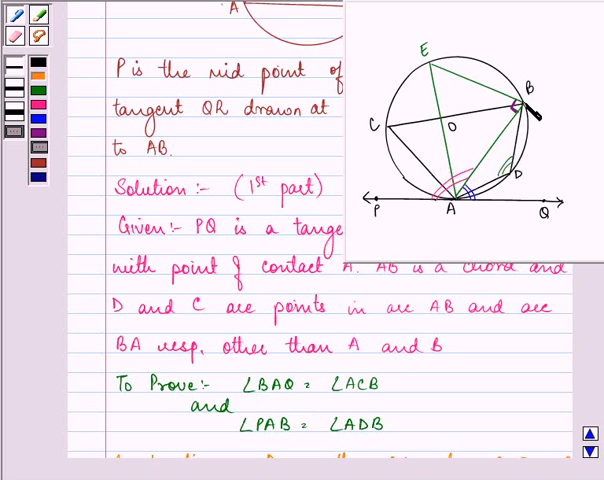 A
P is the mid point of
tangent QR drawn at
to AB.
Solution:- (1st part)
Given:- PQ is a tange
with point of contact A. AB is a chord and
D and C are points in arc AB and arc
BA resp. other than A and B
To Prove:- ∠BAQ = ∠ACB
and
∠PAB = ∠ADB
E
B
C
O
D
P
A
Q